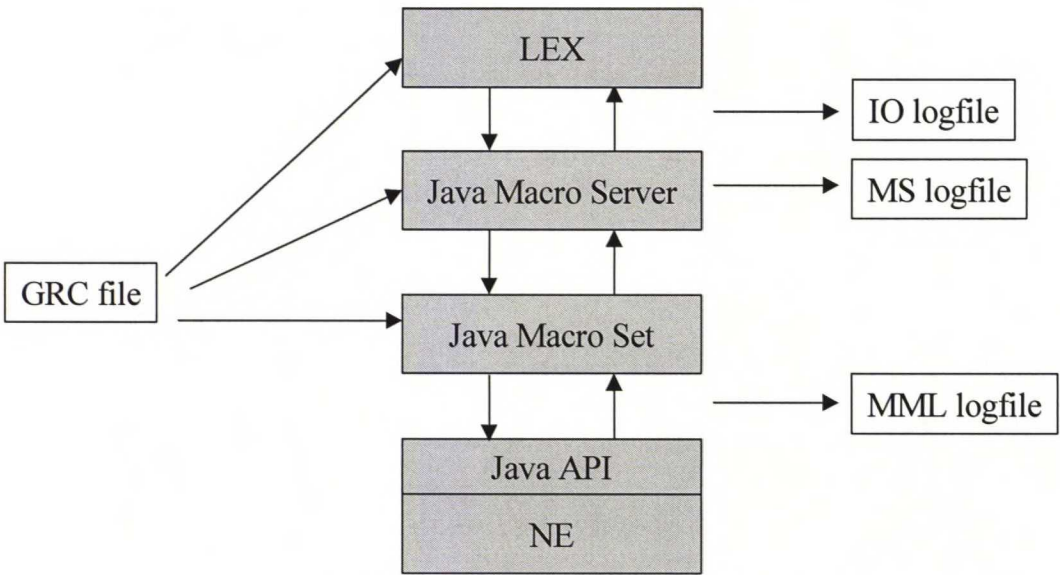 LEX
IO logfile
Java Macro Server
MS logfile
GRC file
Java Macro Set
MML logfile
Java API
NE